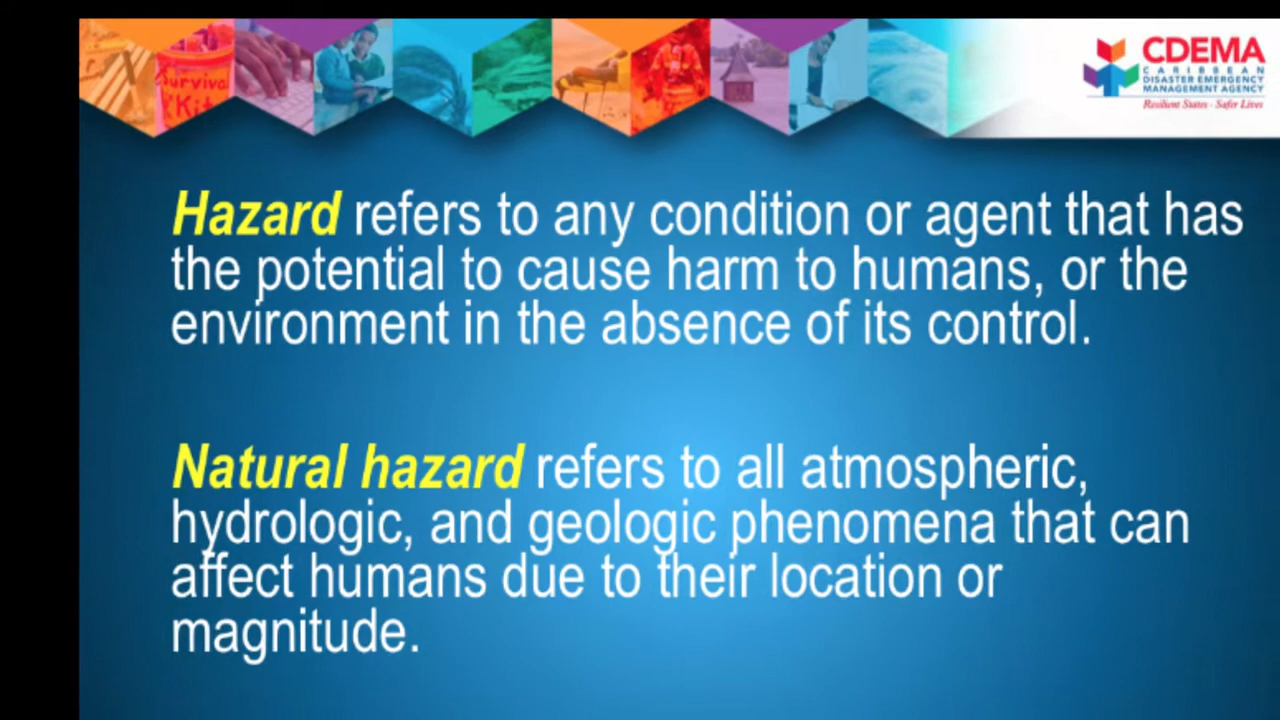 Survival
Kit
CDEMA
CARIBBEAN
DISASTER EMERGENCY
MANAGEMENT AGENCY
Resilient States - Safer Lives
Hazard refers to any condition or agent that has
the potential to cause harm to humans, or the
environment in the absence of its control.
Natural hazard refers to all atmospheric,
hydrologic, and geologic phenomena that can
affect humans due to their location or
magnitude.